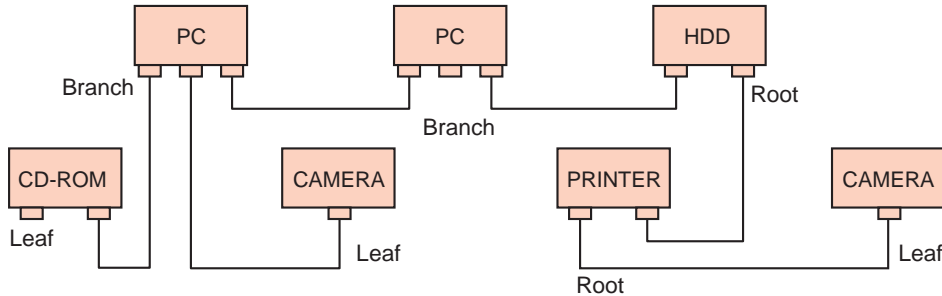 PC
PC
HDD
Branch
Root
Branch
CD-ROM
CAMERA
PRINTER
CAMERA
Leaf
Leaf
Leaf
Root